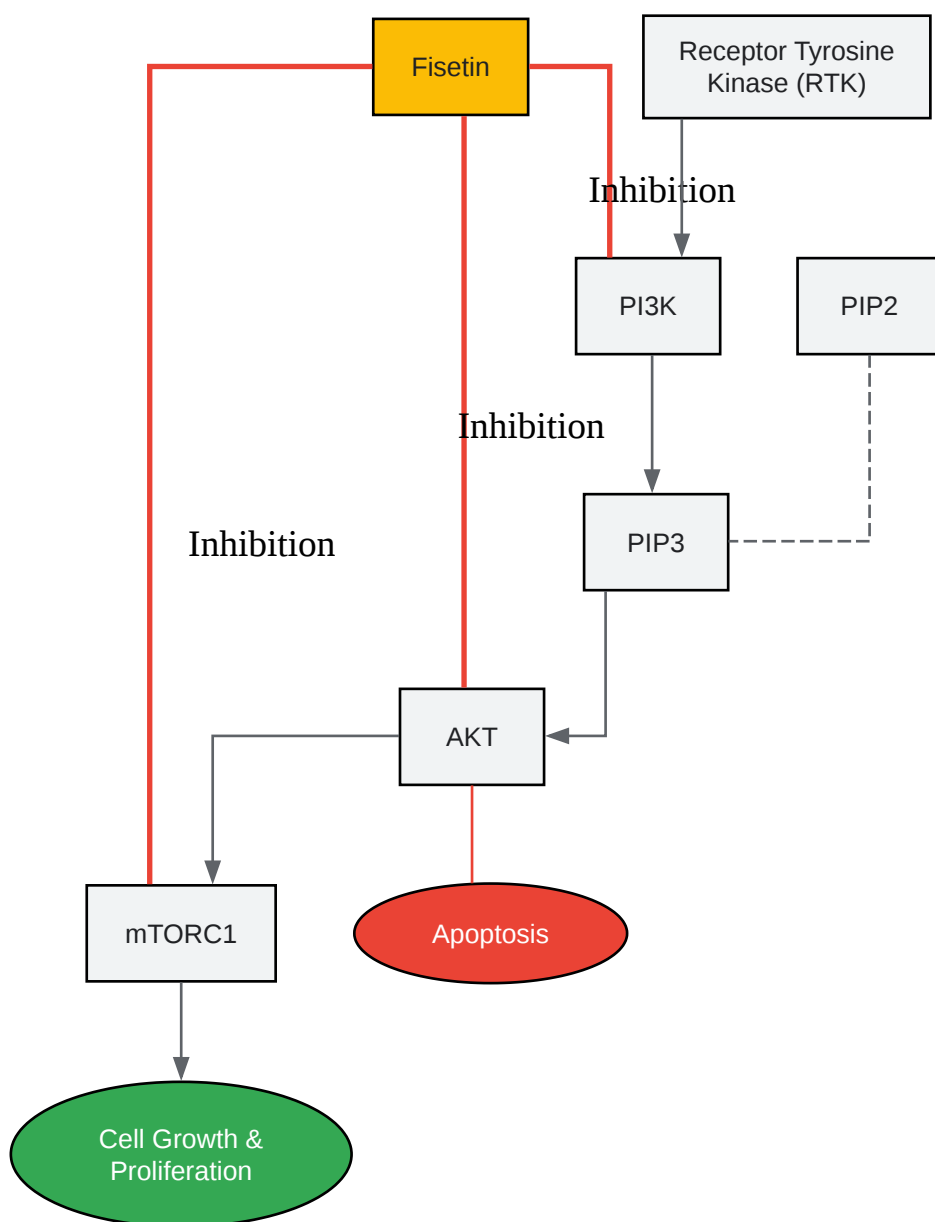 Fisetin
Receptor Tyrosine
Kinase (RTK)
Inhibition
PI3K
PIP2
Inhibition
PIP3
Inhibition
AKT
mTORC1
Apoptosis
Cell Growth &
Proliferation